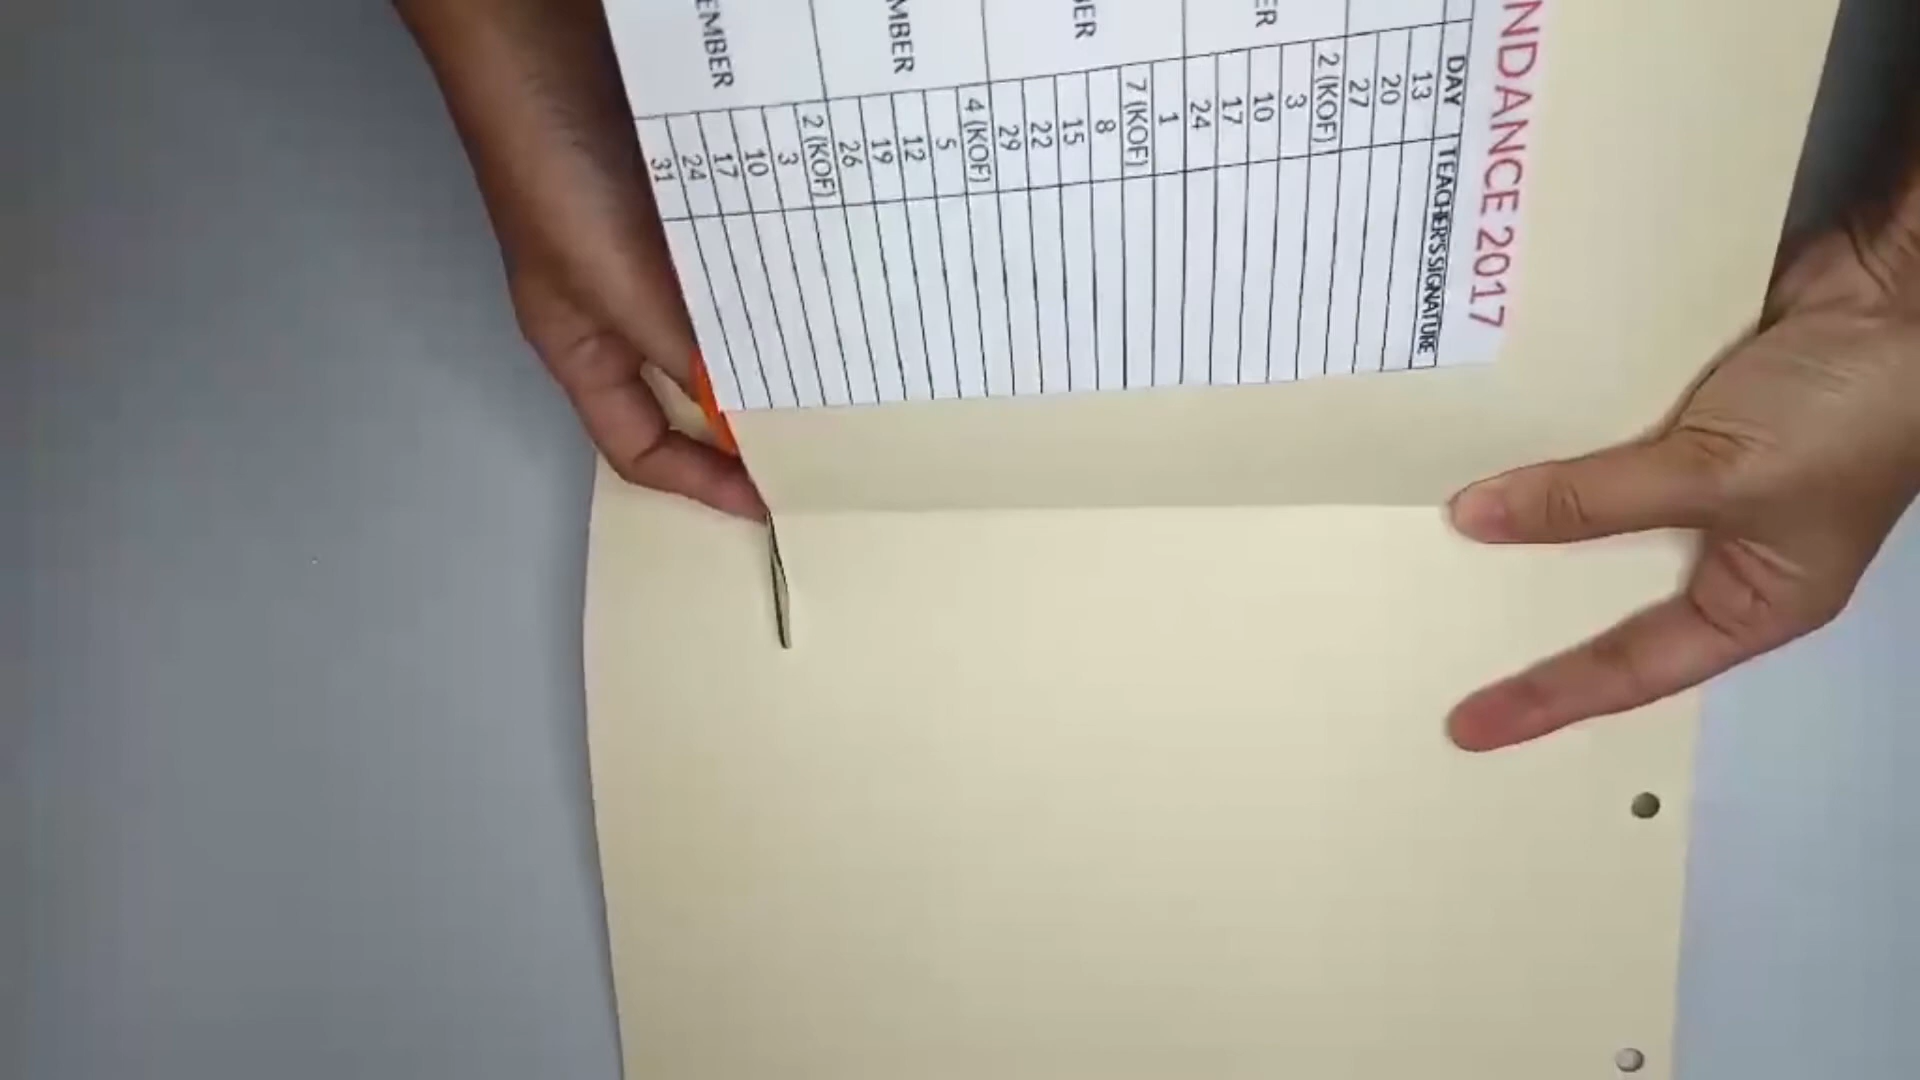 NDANCE 2017
DAY TEACHER'S SIGNATURE
13
20
27
ER 2 (KOF)
3
10
17
24
BER 1
7 (KOF)
8
15
22
29
MBER 4 (KOF)
5
12
19
26
EMBER 2 (KOF)
3
10
17
24
31